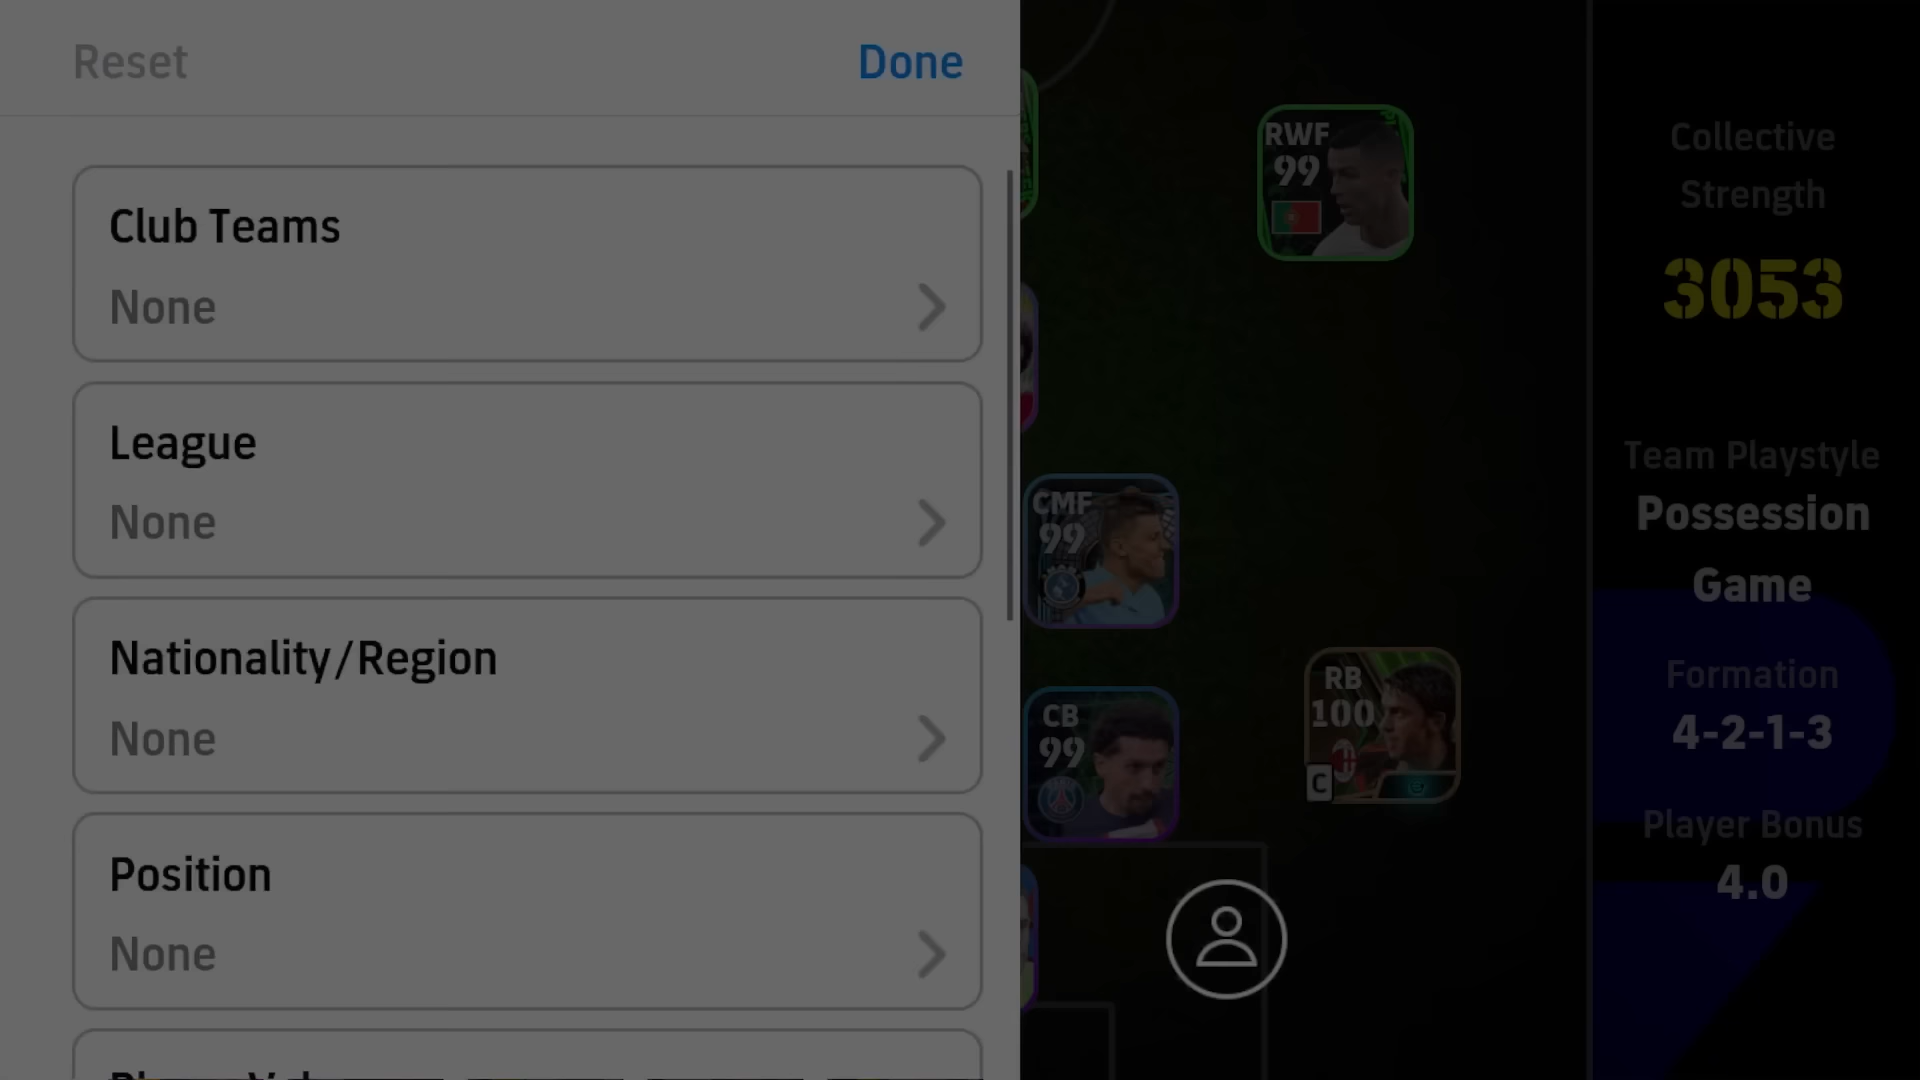 Reset
Done
Club Teams
None
League
None
Nationality/Region
None
Position
None
RWF
99
CMF
99
CB
99
RB
100
C
Collective
Strength
3053
Team Playstyle
Possession
Game
Formation
4-2-1-3
Player Bonus
4.0